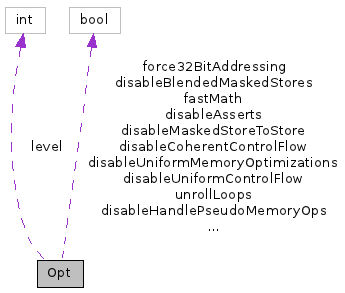 int
bool
force32BitAddressing
disableBlendedMaskedStores
fastMath
disableAsserts
disableMaskedStoreToStore
disableCoherentControlFlow
disableUniformMemoryOptimizations
disableUniformControlFlow
unrollLoops
disableHandlePseudoMemoryOps
...
level
Opt